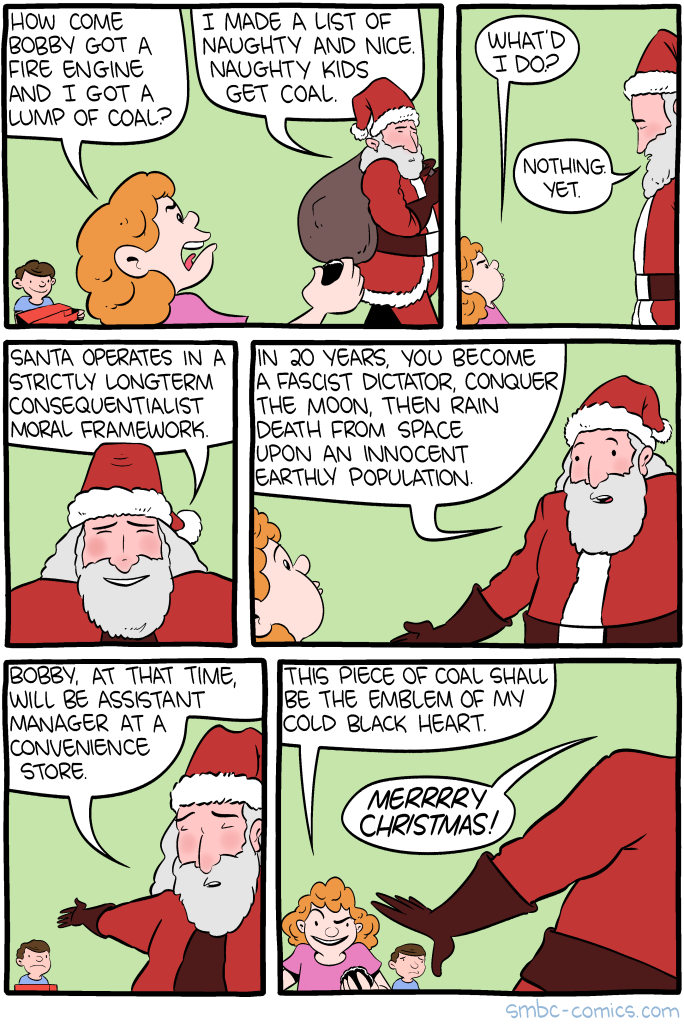 HOW COME
BOBBY GOT A
FIRE ENGINE
AND I GOT A
LUMP OF COAL?
I MADE A LIST OF
NAUGHTY AND NICE.
NAUGHTY KIDS
GET COAL.
WHAT'D
I DO?
NOTHING.
YET.
SANTA OPERATES IN A
STRICTLY LONGTERM
CONSEQUENTIALIST
MORAL FRAMEWORK.
IN 20 YEARS, YOU BECOME
A FASCIST DICTATOR, CONQUER
THE MOON, THEN RAIN
DEATH FROM SPACE
UPON AN INNOCENT
EARTHLY POPULATION.
BOBBY, AT THAT TIME,
WILL BE ASSISTANT
MANAGER AT A
CONVENIENCE
STORE.
THIS PIECE OF COAL SHALL
BE THE EMBLEM OF MY
COLD BLACK HEART.
MERRRRY
CHRISTMAS!
smbc-comics.com